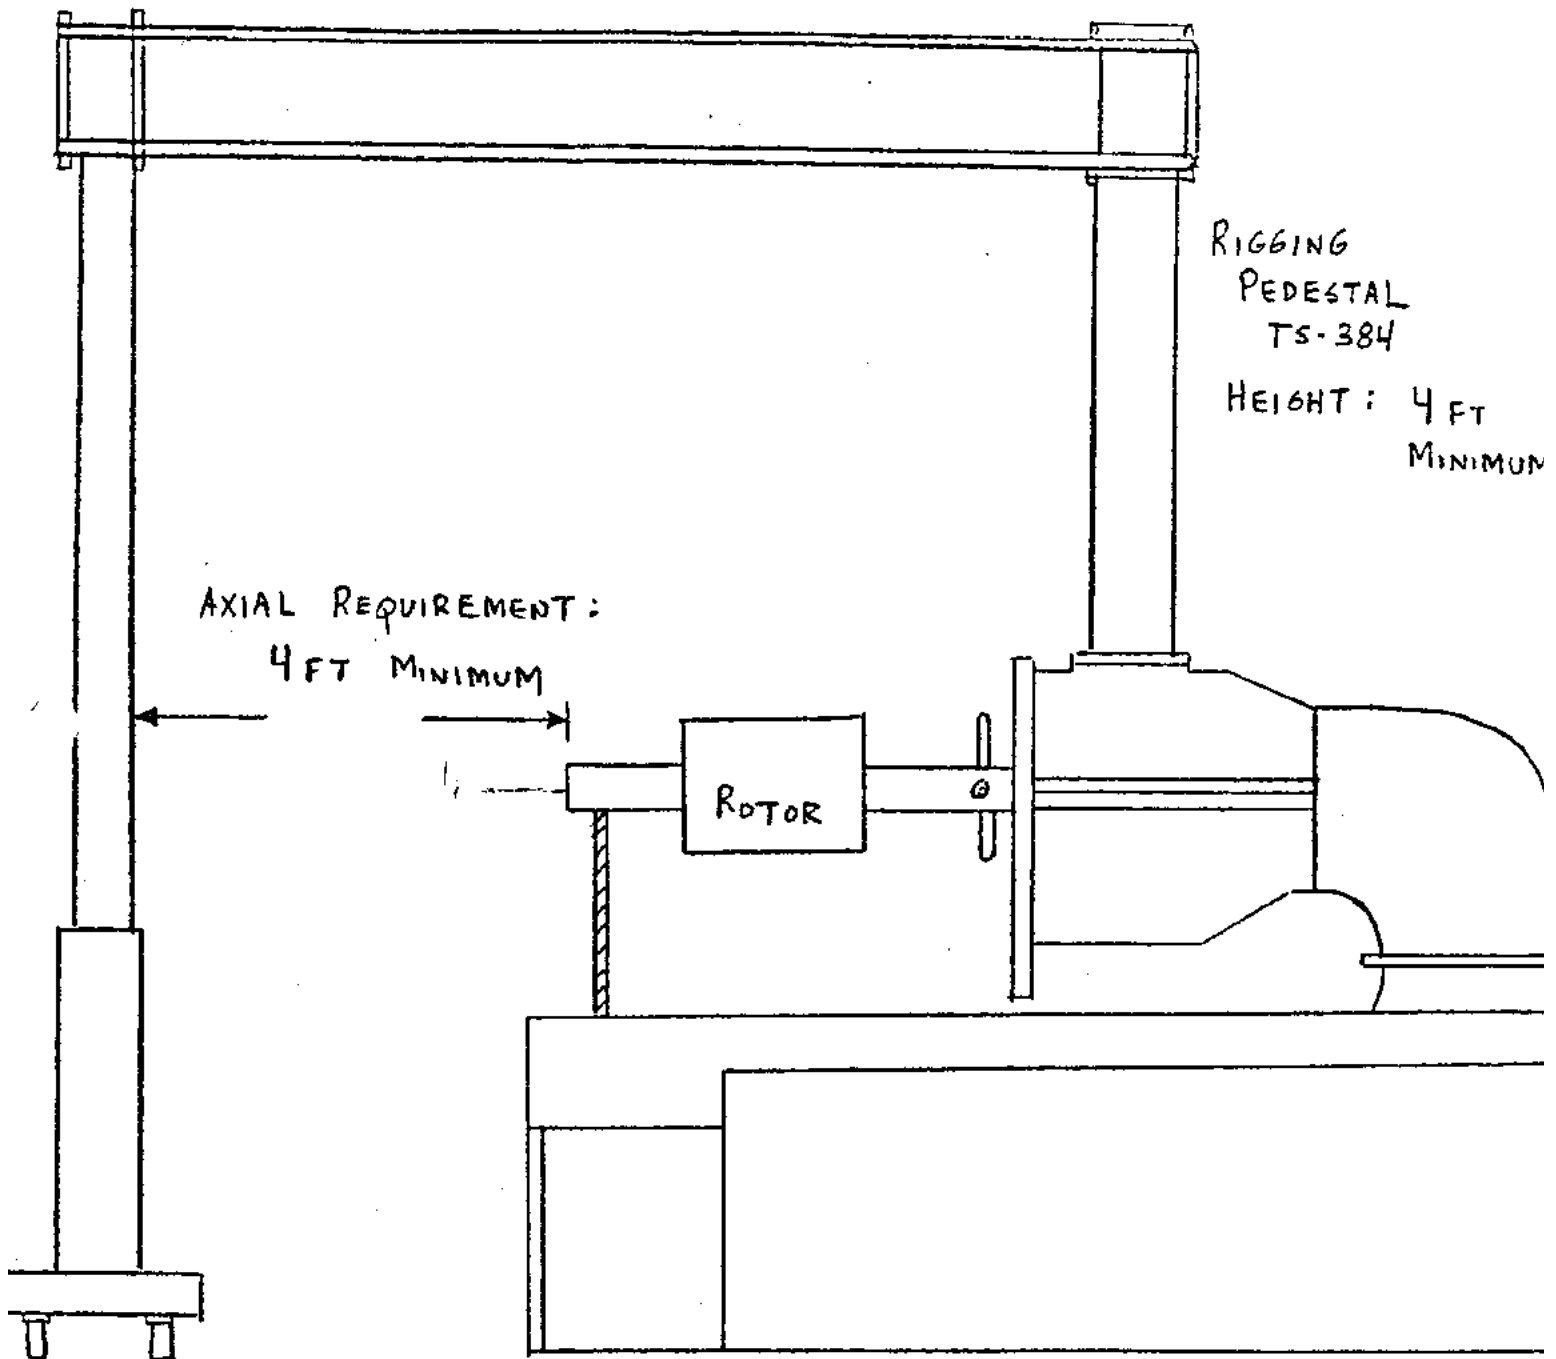 RIGGING
PEDESTAL
TS-384
HEIGHT: 4 FT
MINIMUM
AXIAL REQUIREMENT:
4 FT MINIMUM
ROTOR